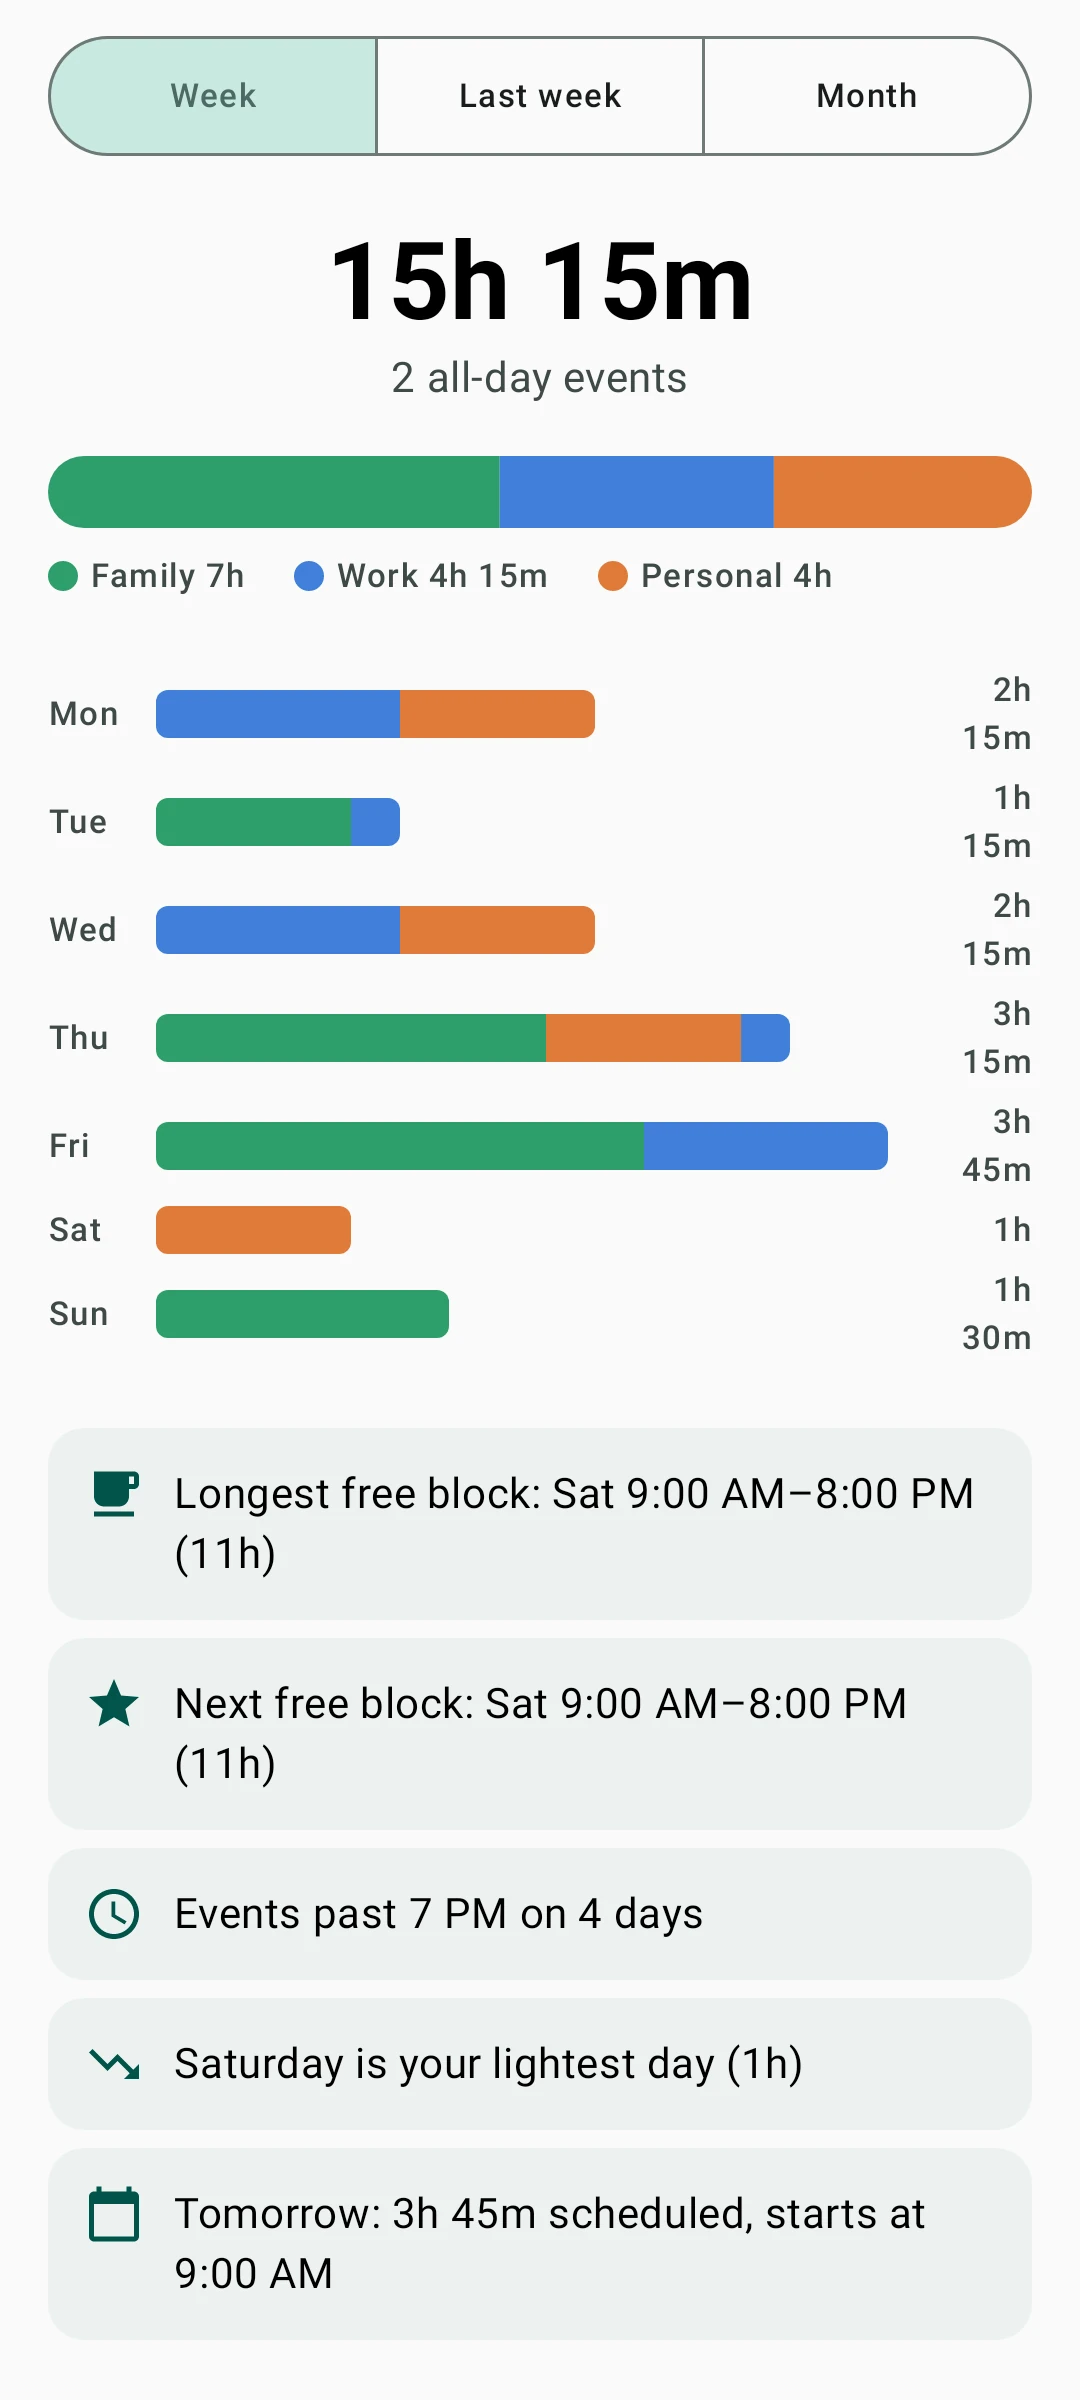 Week Last week Month
15h 15m
2 all-day events
Family 7h Work 4h 15m Personal 4h
Mon 2h
15m
Tue 1h
15m
Wed 2h
15m
Thu 3h
15m
Fri 3h
45m
Sat 1h
Sun 1h
30m
Longest free block: Sat 9:00 AM–8:00 PM
(11h)
Next free block: Sat 9:00 AM–8:00 PM
(11h)
Events past 7 PM on 4 days
Saturday is your lightest day (1h)
Tomorrow: 3h 45m scheduled, starts at
9:00 AM